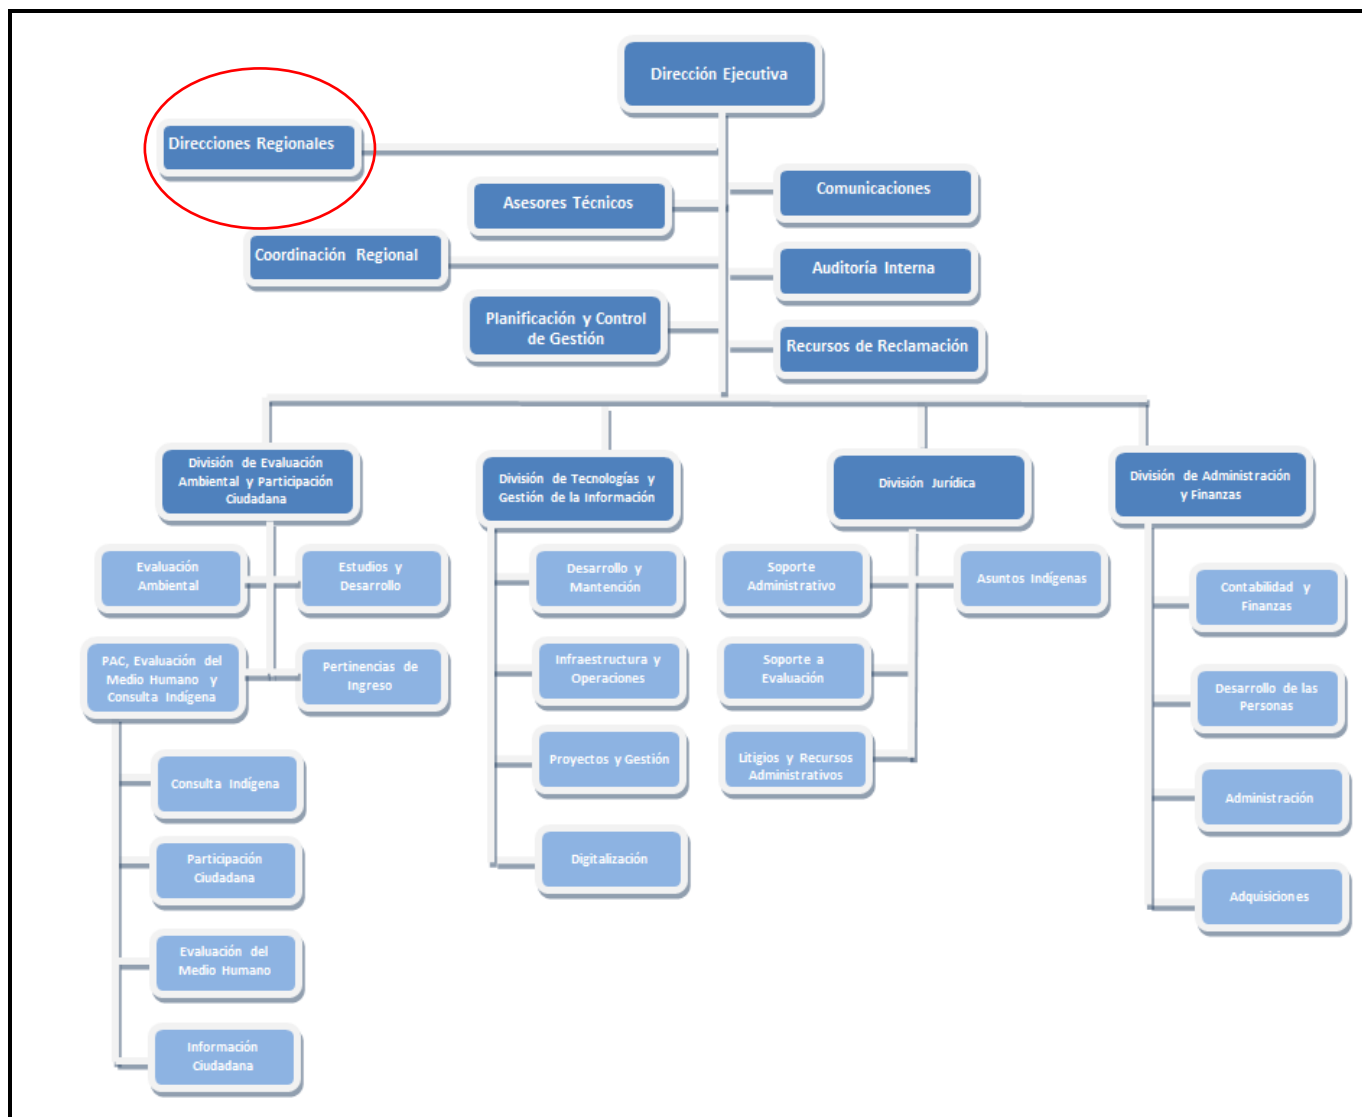 Dirección Ejecutiva
Direcciones Regionales
Asesores Técnicos
Comunicaciones
Coordinación Regional
Auditoría Interna
Planificación y Control
de Gestión
Recursos de Reclamación
División de Evaluación
Ambiental y Participación
Ciudadana
División de Tecnologías y
Gestión de la Información
División Jurídica
División de Administración
y Finanzas
Evaluación
Ambiental
Estudios y
Desarrollo
PAC, Evaluación del
Medio Humano y
Consulta Indígena
Pertinencias de
Ingreso
Consulta Indígena
Participación
Ciudadana
Evaluación del
Medio Humano
Información
Ciudadana
Desarrollo y
Mantención
Infraestructura y
Operaciones
Proyectos y Gestión
Digitalización
Soporte
Administrativo
Asuntos Indígenas
Soporte a
Evaluación
Litigios y Recursos
Administrativos
Contabilidad y
Finanzas
Desarrollo de las
Personas
Administración
Adquisiciones